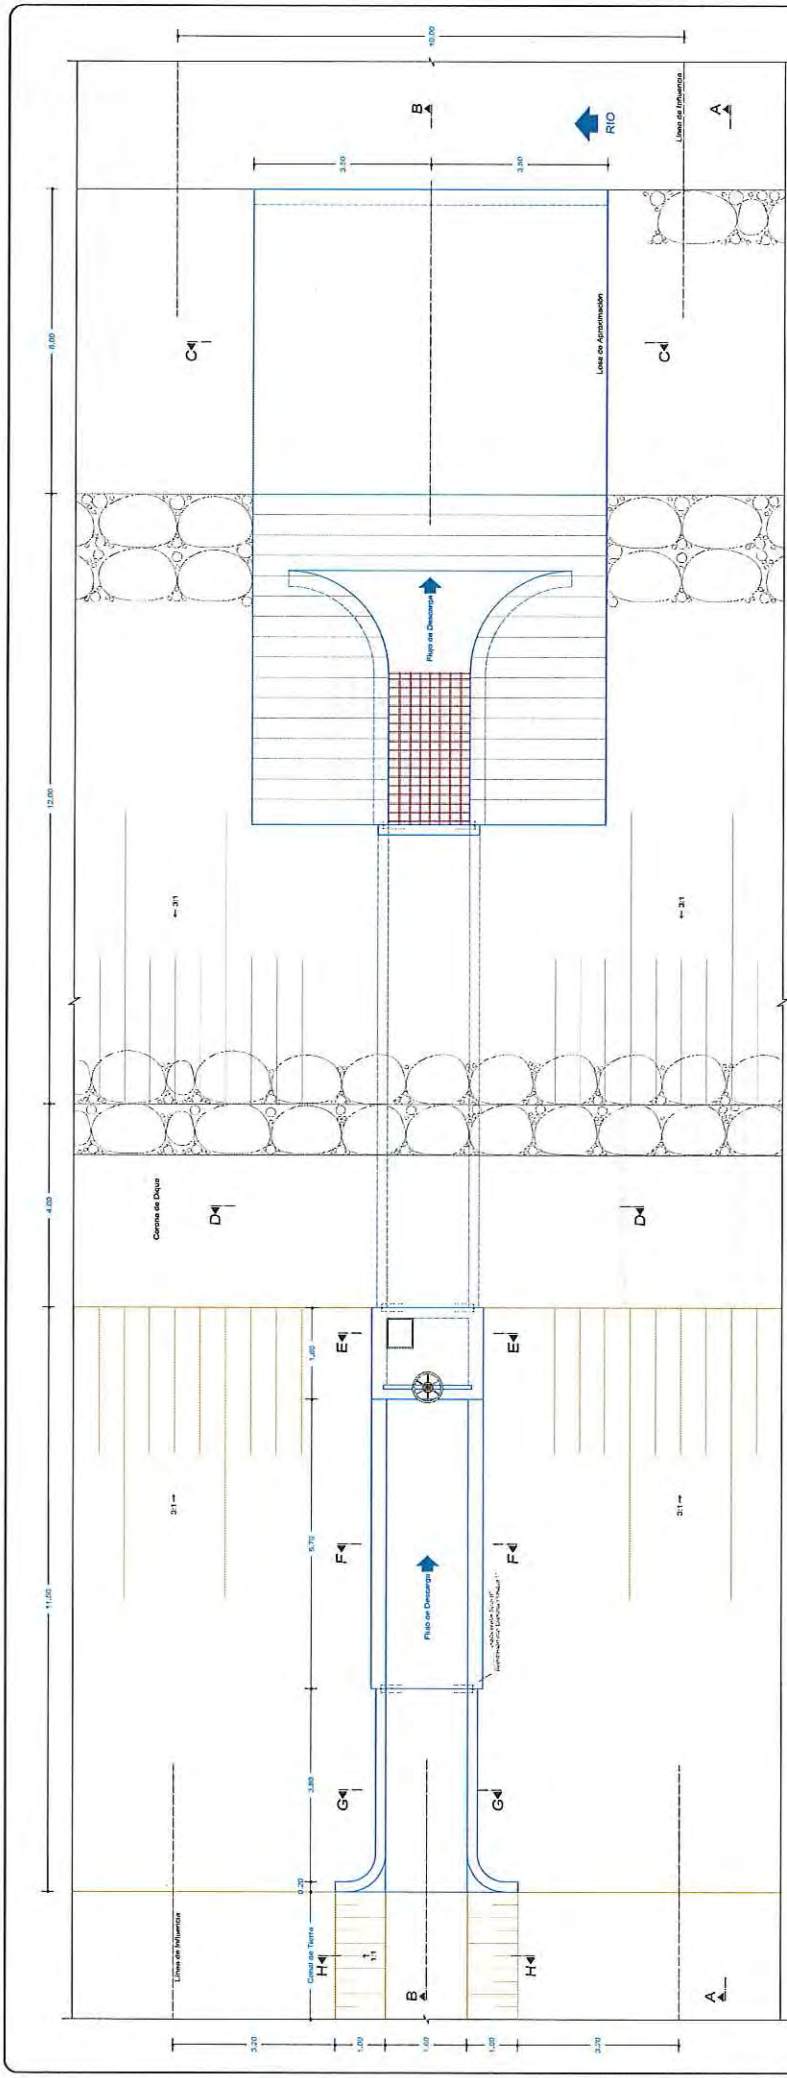 10.00
B
RIO
Línea de Influencia
A
3.50
3.50
8.00
C
C
Losa de Aproximación
Flujo de Descarga
12.00
3:1
3:1
Corona de Dique
4.00
D
D
E
E
1.80
3:1
3:1
5.70
F
F
Flujo de Descarga
11.50
3.80
G
G
0.20
Línea de Influencia
Canal de Tierra
1:1
H
H
B
A
1.00
1.60
1.00